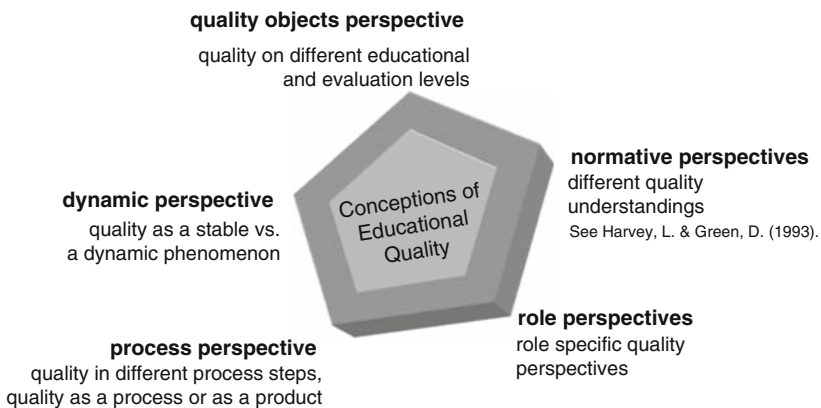 quality objects perspective
quality on different educational
and evaluation levels
normative perspectives
different quality
understandings
See Harvey, L. & Green, D. (1993).
dynamic perspective
quality as a stable vs.
a dynamic phenomenon
Conceptions of
Educational
Quality
role perspectives
role specific quality
perspectives
process perspective
quality in different process steps,
quality as a process or as a product